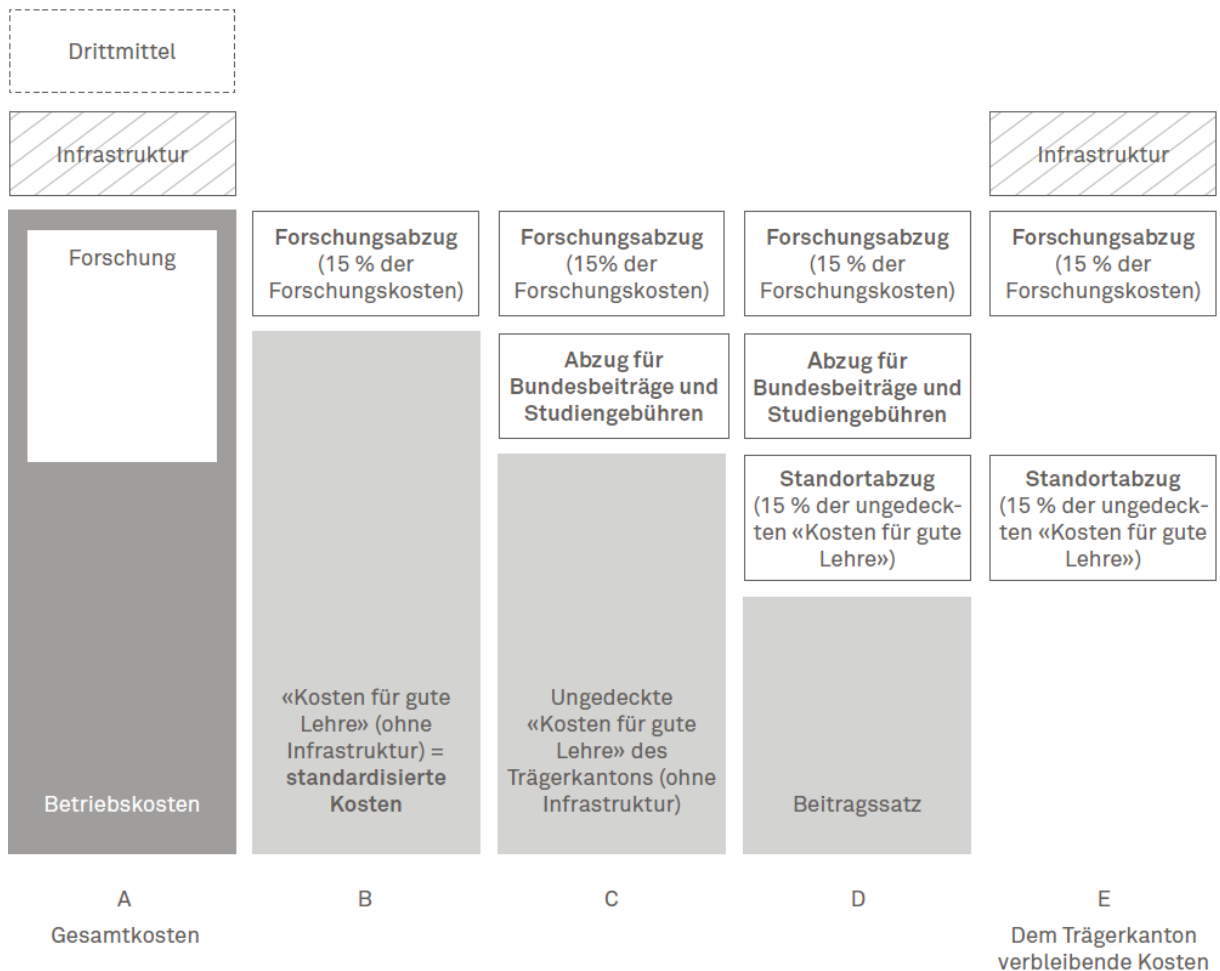 Drittmittel
Infrastruktur
Forschung
Betriebskosten
A
Gesamtkosten
Forschungsabzug
(15 % der
Forschungskosten)
«Kosten für gute
Lehre» (ohne
Infrastruktur) =
standardisierte
Kosten
B
Forschungsabzug
(15% der
Forschungskosten)
Abzug für
Bundesbeiträge und
Studiengebühren
Ungedeckte
«Kosten für gute
Lehre» des
Trägerkantons (ohne
Infrastruktur)
C
Forschungsabzug
(15 % der
Forschungskosten)
Abzug für
Bundesbeiträge und
Studiengebühren
Standortabzug
(15 % der ungedeck-
ten «Kosten für gute
Lehre»)
Beitragssatz
D
Infrastruktur
Forschungsabzug
(15 % der
Forschungskosten)
Standortabzug
(15 % der ungedeck-
ten «Kosten für gute
Lehre»)
E
Dem Trägerkanton
verbleibende Kosten